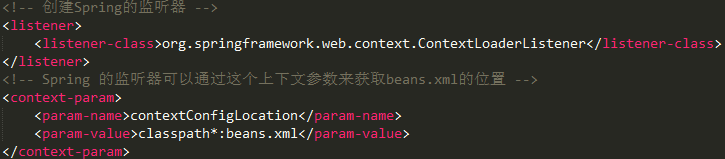 <!-- 创建Spring的监听器 -->
<listener>
<listener-class>org.springframework.web.context.ContextLoaderListener</listener-class>
</listener>
<!-- Spring 的监听器可以通过这个上下文参数来获取beans.xml的位置 -->
<context-param>
<param-name>contextConfigLocation</param-name>
<param-value>classpath*:beans.xml</param-value>
</context-param>